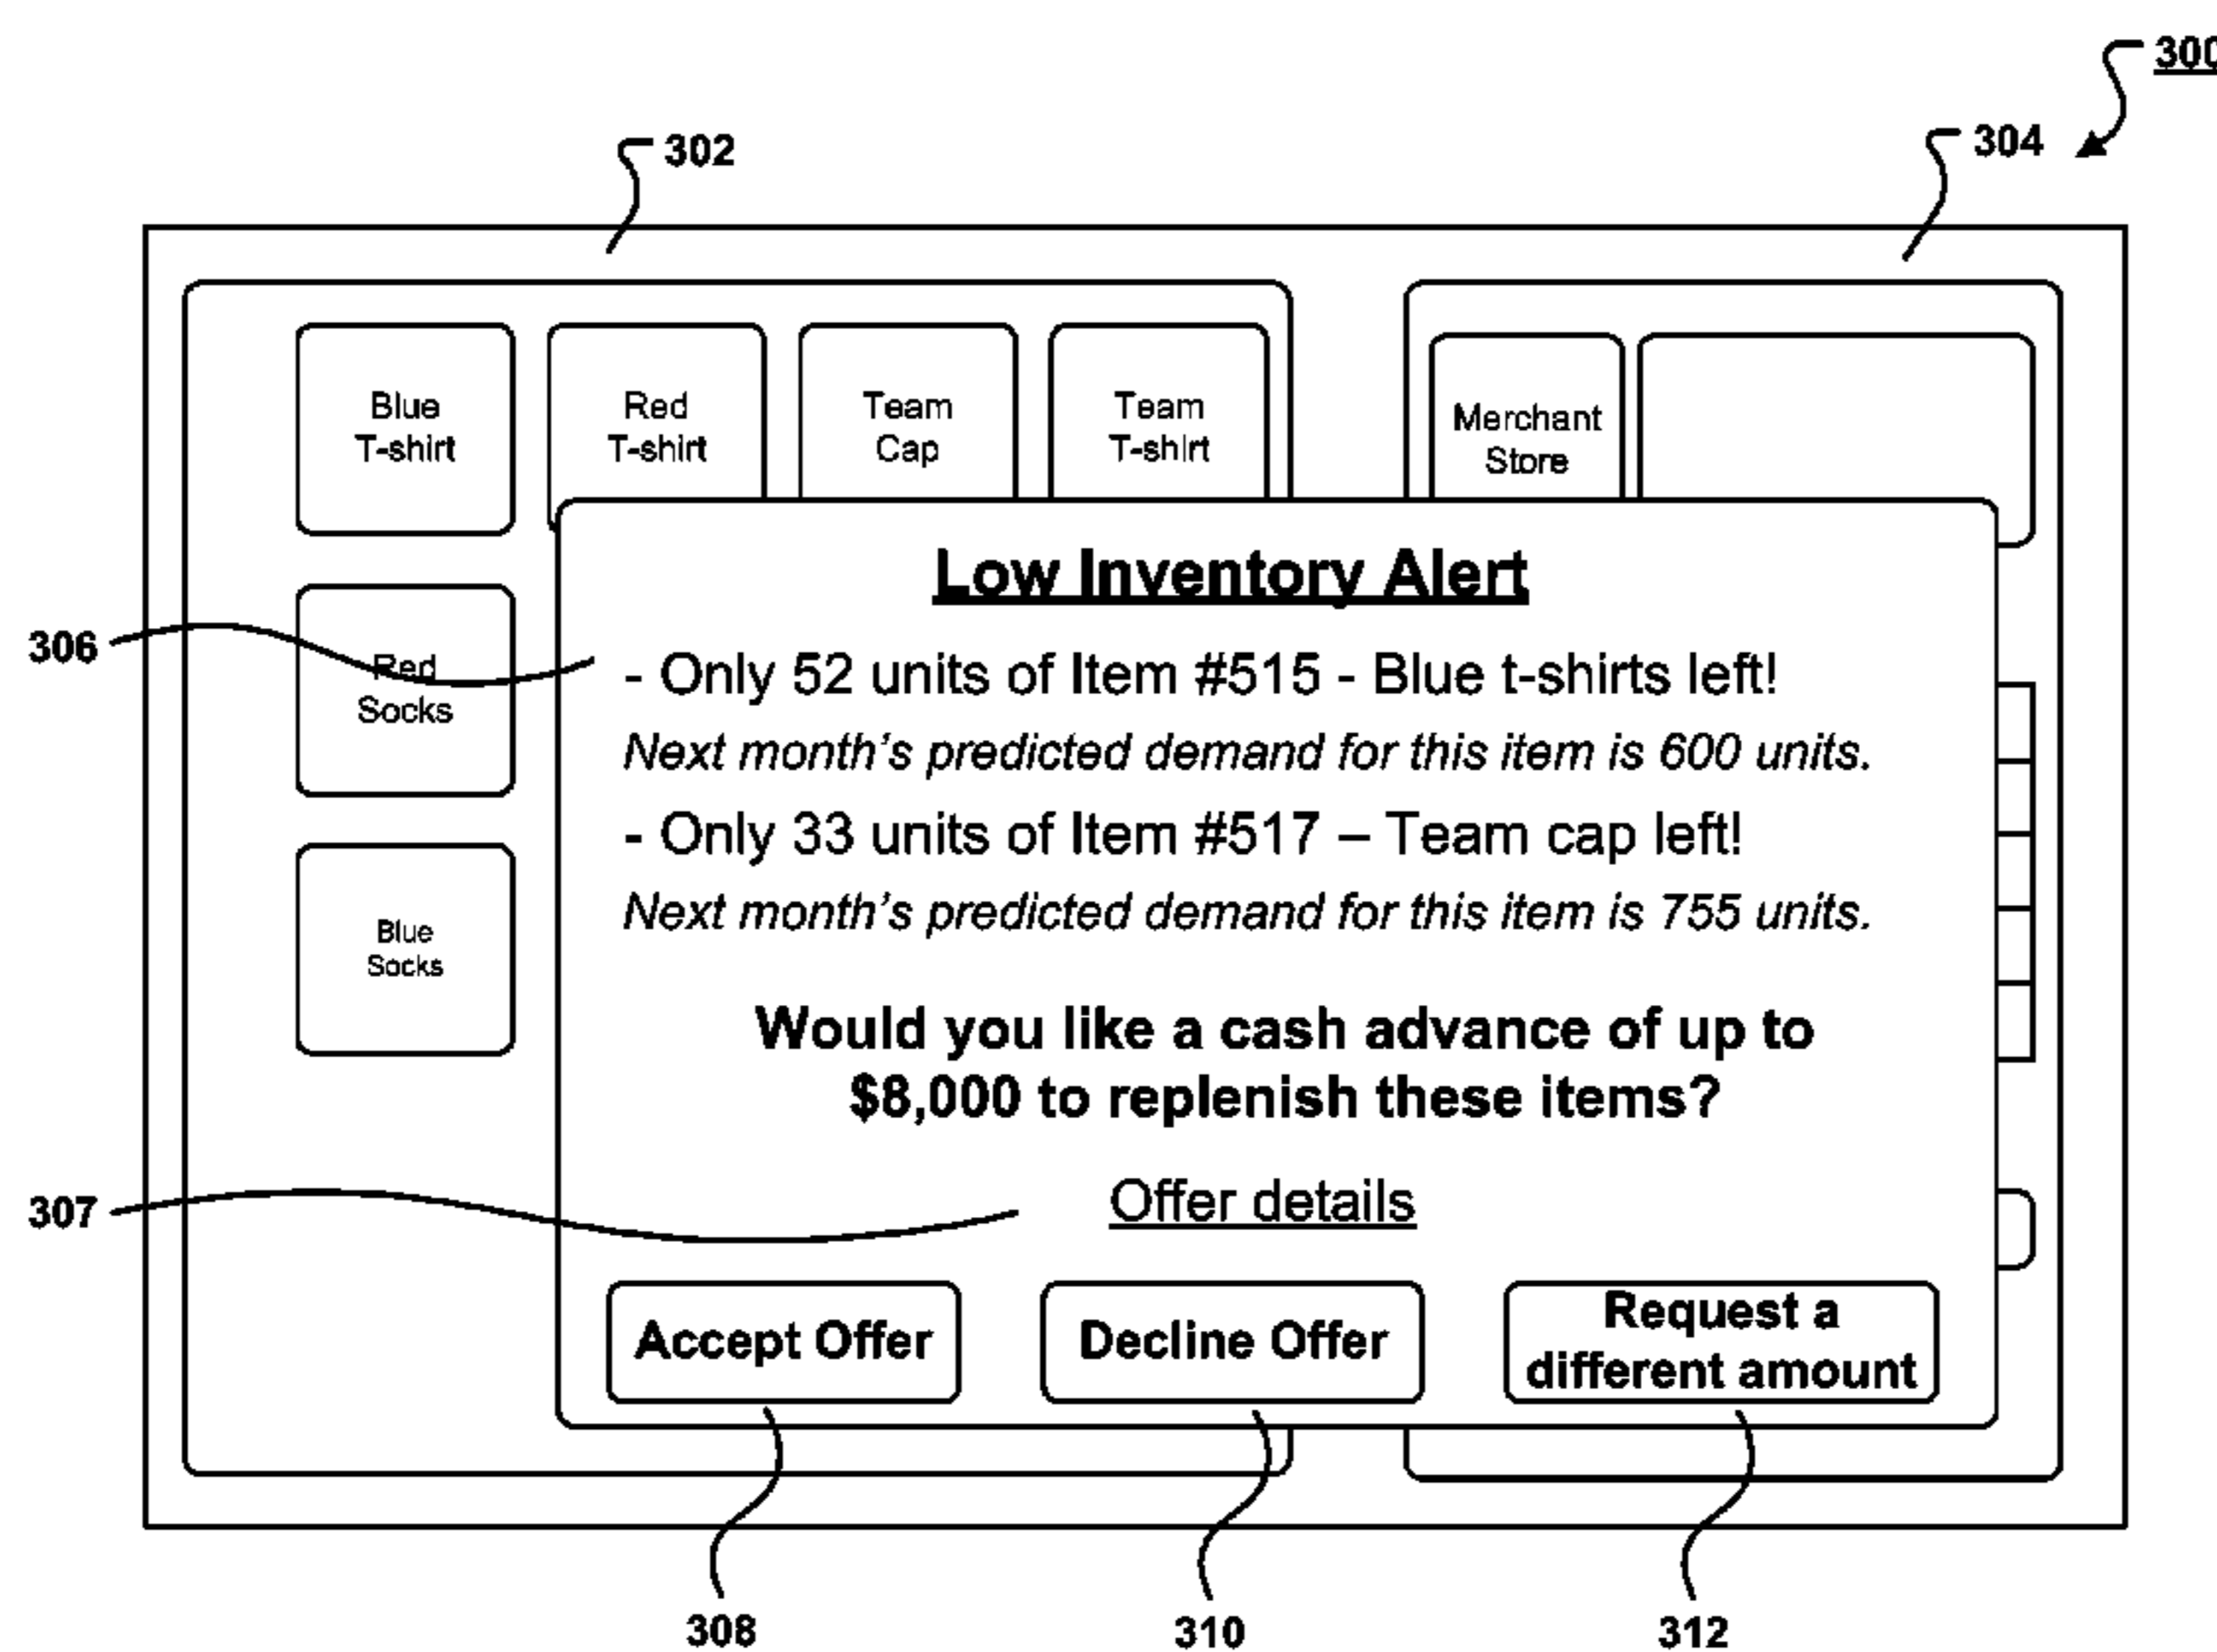 300
302
304
Blue
T-shirt
Red
T-shirt
Team
Cap
Team
T-shirt
Merchant
Store
Low Inventory Alert
306
Red
Socks
- Only 52 units of Item #515 - Blue t-shirts left!
Next month's predicted demand for this item is 600 units.
- Only 33 units of Item #517 – Team cap left!
Next month's predicted demand for this item is 755 units.
Blue
Socks
Would you like a cash advance of up to
$8,000 to replenish these items?
307
Offer details
Accept Offer
Decline Offer
Request a
different amount
308
310
312